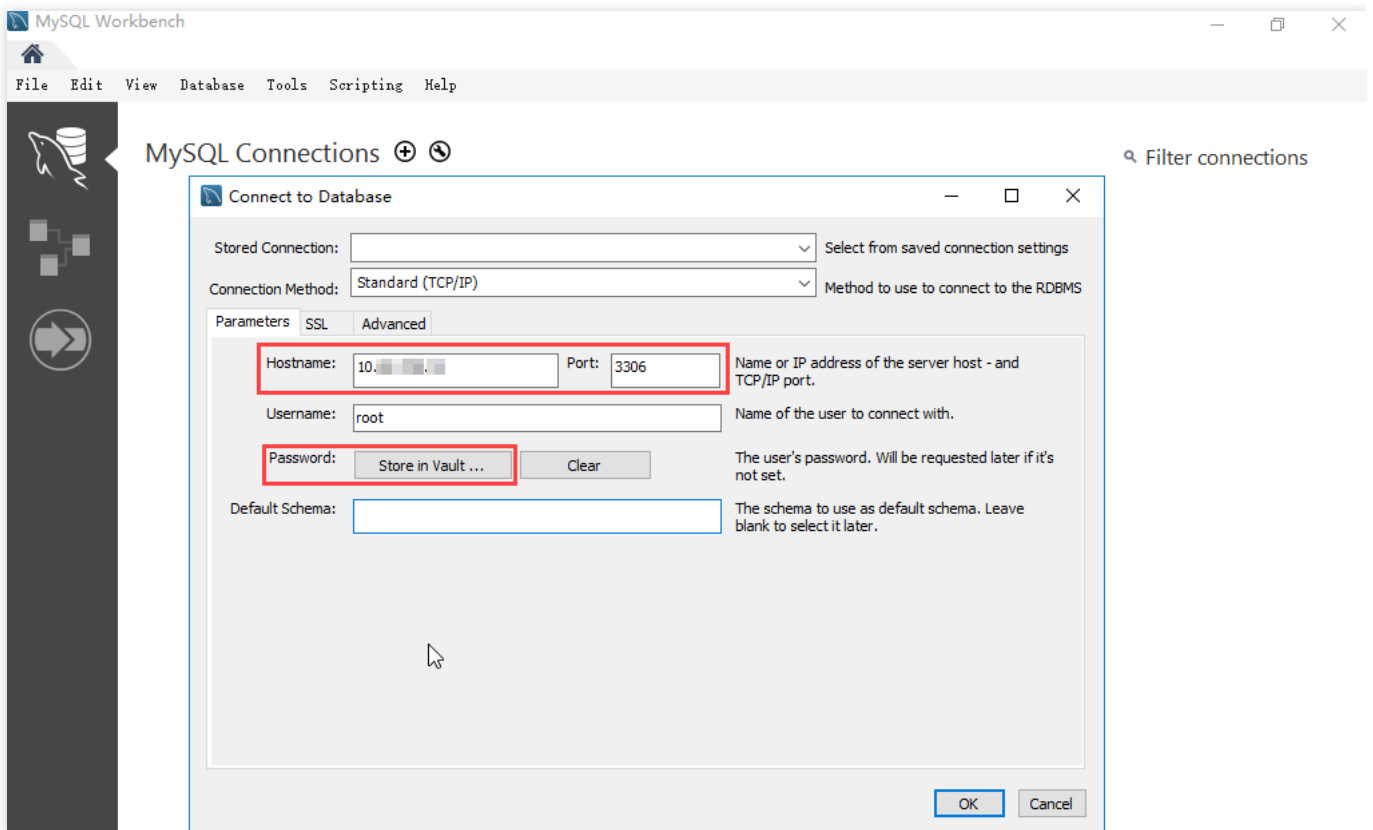 MySQL Workbench
File Edit View Database Tools Scripting Help
MySQL Connections
Filter connections
Connect to Database
Stored Connection: Select from saved connection settings
Connection Method: Standard (TCP/IP) Method to use to connect to the RDBMS
Parameters SSL Advanced
Hostname: 10. . Port: 3306 Name or IP address of the server host - and
TCP/IP port.
Username: root Name of the user to connect with.
Password: Store in Vault ... Clear The user's password. Will be requested later if it's
not set.
Default Schema: The schema to use as default schema. Leave
blank to select it later.
OK Cancel